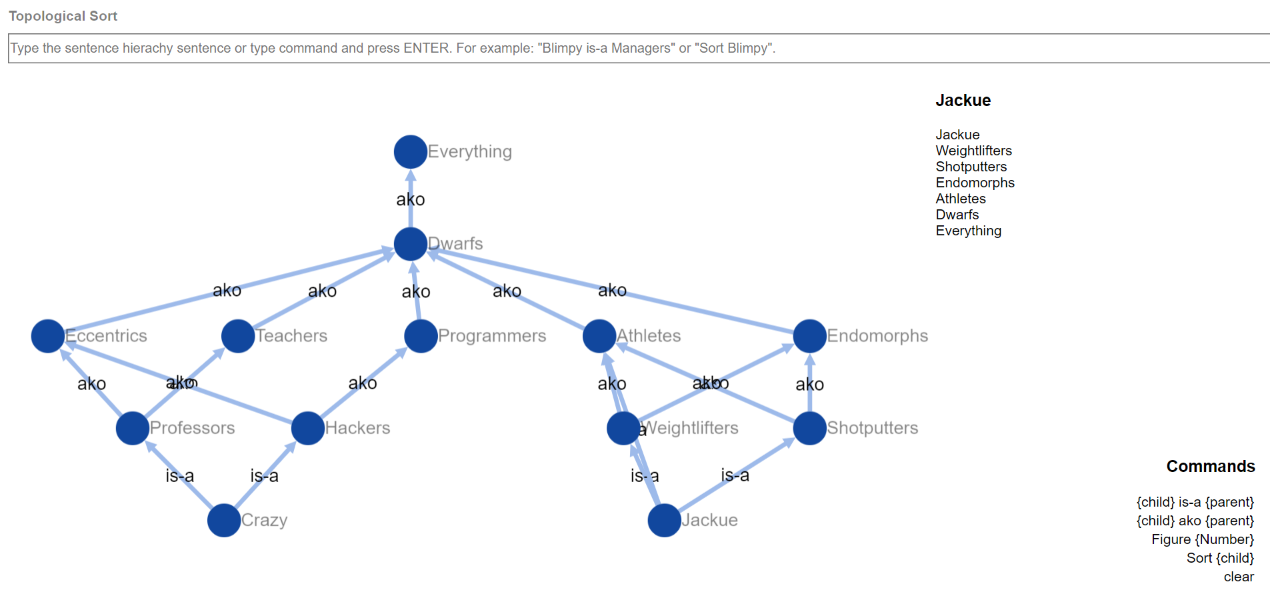 Topological Sort
Type the sentence hierachy sentence or type command and press ENTER. For example: "Blimpy is-a Managers" or "Sort Blimpy".
Jackue
Jackue
Weightlifters
Shotputters
Endomorphs
Athletes
Dwarfs
Everything
Everything
ako
Dwarfs
ako ako ako ako ako
Eccentrics Teachers Programmers Athletes Endomorphs
ako ako ako ako ako ako ako ako
Professors Hackers Weightlifters Shotputters
is-a is-a is-a is-a
Crazy Jackue
Commands
{child} is-a {parent}
{child} ako {parent}
Figure {Number}
Sort {child}
clear